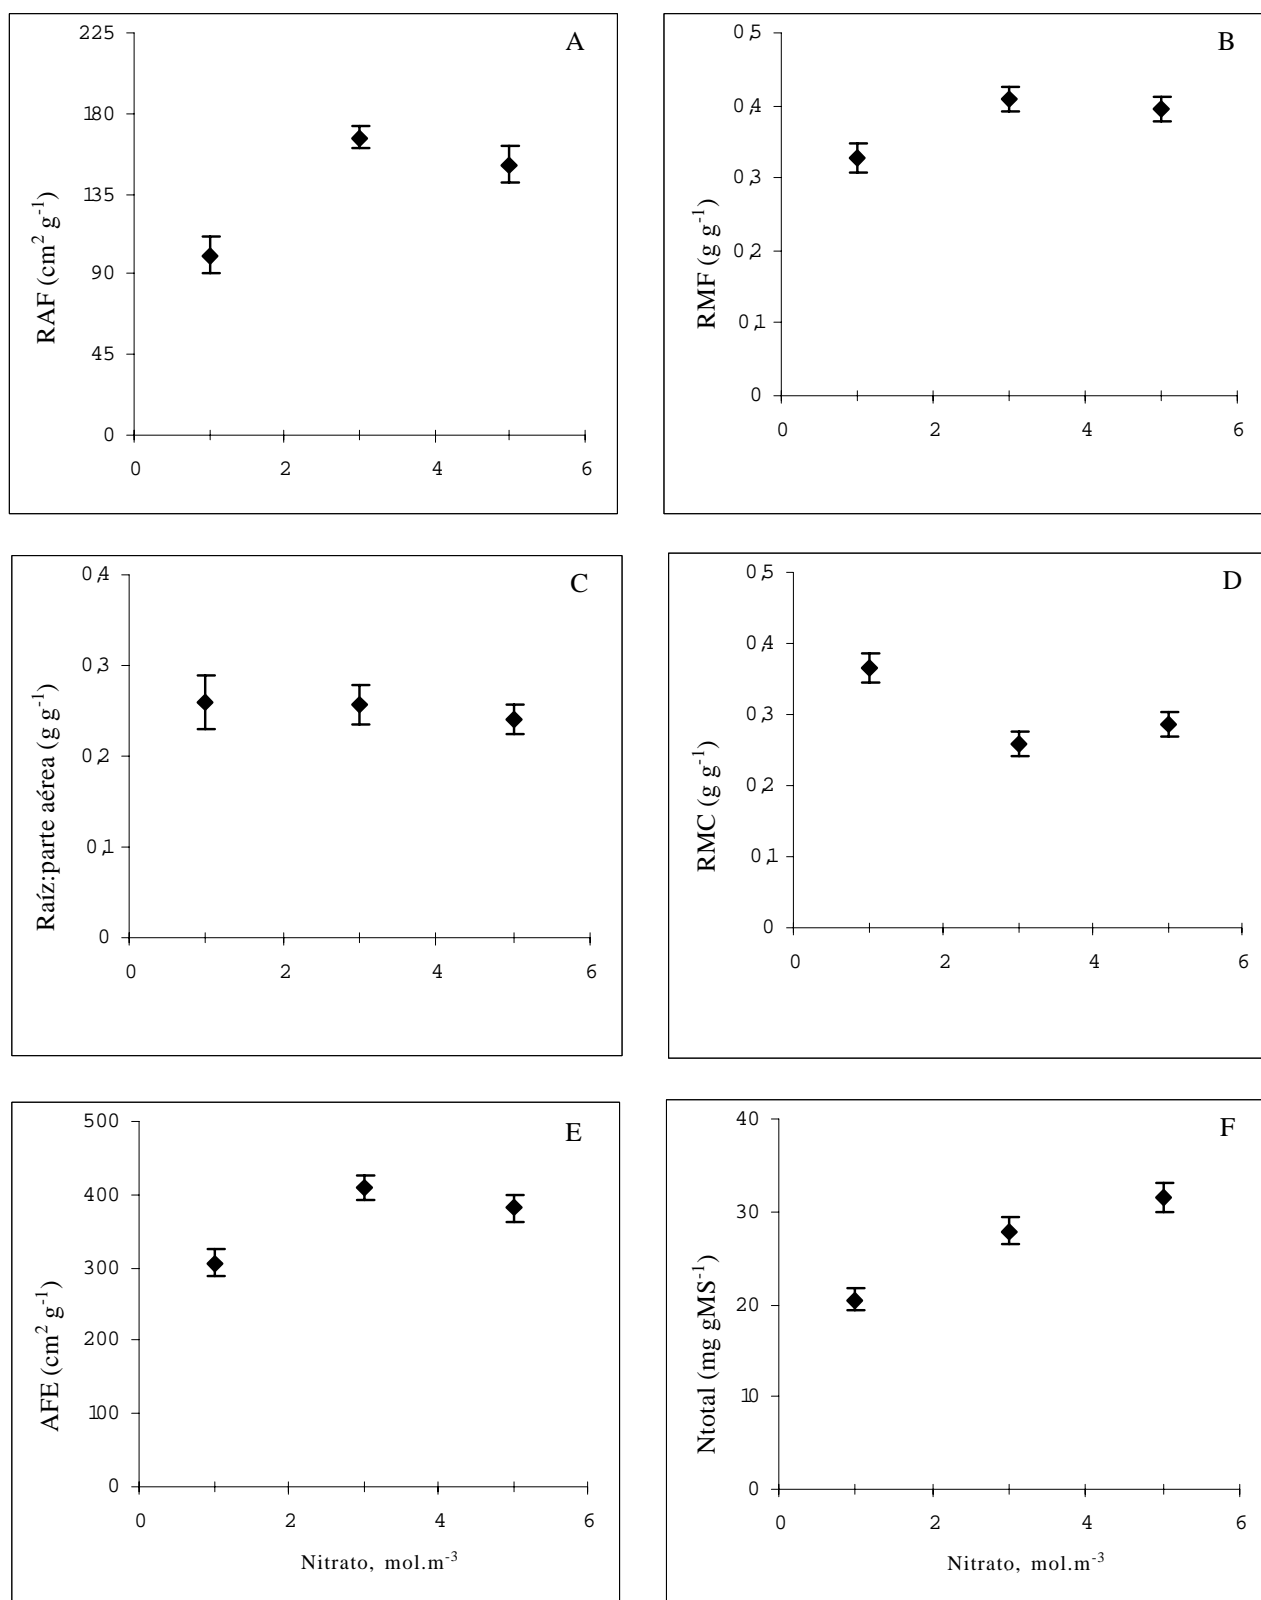 A
225
180
135
90
45
0
0 2 4 6
RAF (cm² g⁻¹)
B
0,5
0,4
0,3
0,2
0,1
0
0 2 4 6
RMF (g g⁻¹)
C
0,4
0,3
0,2
0,1
0
0 2 4 6
Raíz:parte aérea (g g⁻¹)
D
0,5
0,4
0,3
0,2
0,1
0
0 2 4 6
RMC (g g⁻¹)
E
500
400
300
200
100
0
0 2 4 6
AFE (cm² g⁻¹)
Nitrato, mol.m⁻³
F
40
30
20
10
0
0 2 4 6
Ntotal (mg gMS⁻¹)
Nitrato, mol.m⁻³